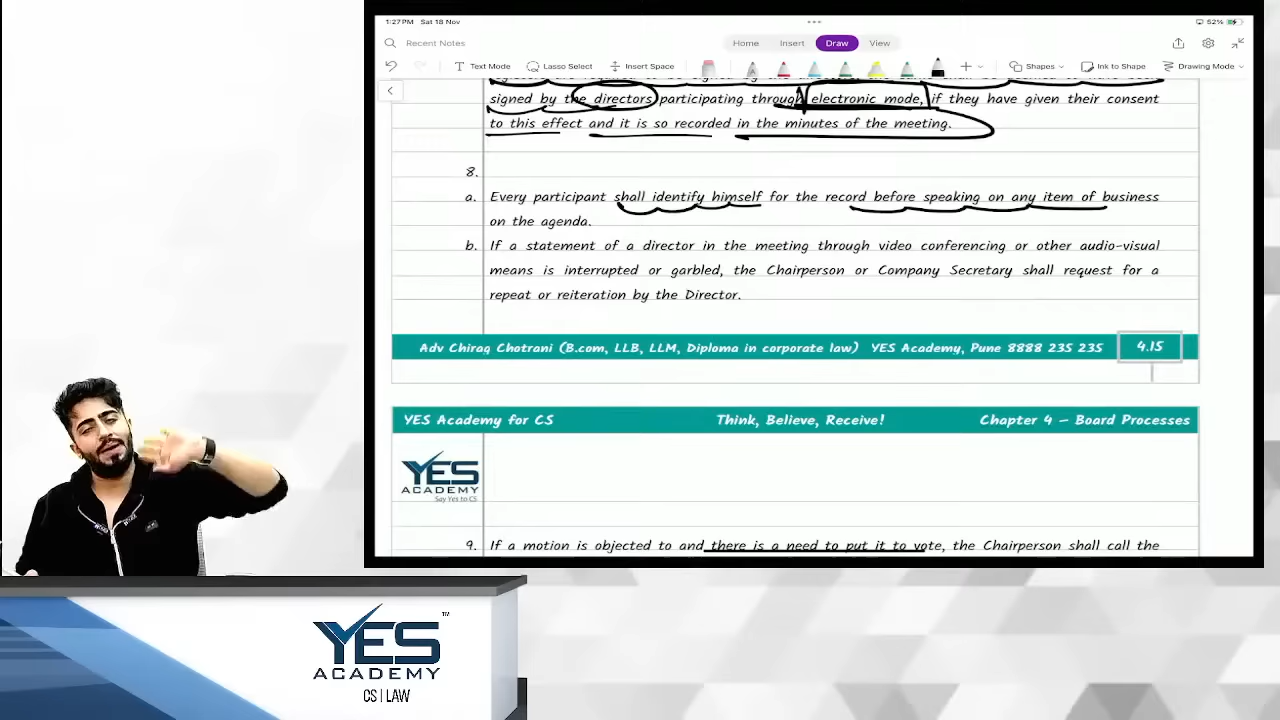 1:27PM Sat 18 Nov
52%
Recent Notes
Home Insert Draw View
Text Mode Lasso Select Insert Space Shapes Ink to Shape Drawing Mode
signed by the directors participating through electronic mode, if they have given their consent
to this effect and it is so recorded in the minutes of the meeting.
8.
a. Every participant shall identify himself for the record before speaking on any item of business
on the agenda.
b. If a statement of a director in the meeting through video conferencing or other audio-visual
means is interrupted or garbled, the Chairperson or Company Secretary shall request for a
repeat or reiteration by the Director.
Adv Chirag Chotrani (B.com, LLB, LLM, Diploma in corporate law) YES Academy, Pune 8888 235 235 4.15
YES Academy for CS Think, Believe, Receive! Chapter 4 – Board Processes
YES
ACADEMY
Say Yes to CS
9. If a motion is objected to and there is a need to put it to vote, the Chairperson shall call the
YES™
ACADEMY
CS | LAW